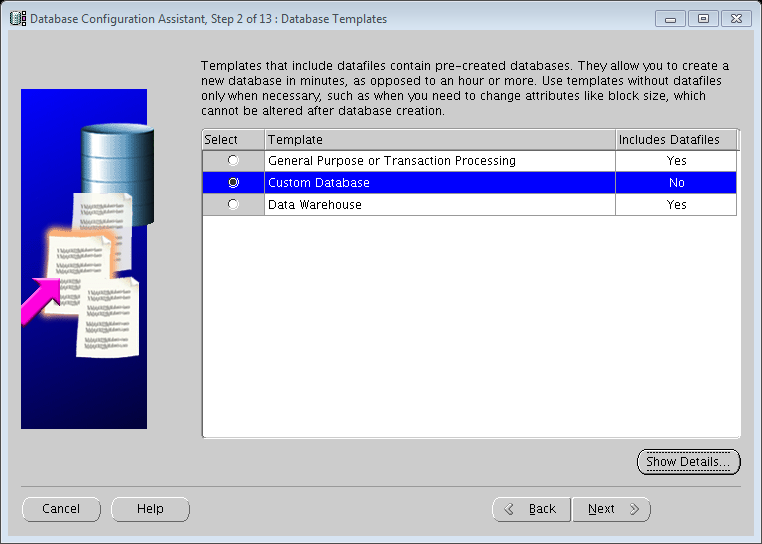 Database Configuration Assistant, Step 2 of 13 : Database Templates
Templates that include datafiles contain pre-created databases. They allow you to create a
new database in minutes, as opposed to an hour or more. Use templates without datafiles
only when necessary, such as when you need to change attributes like block size, which
cannot be altered after database creation.
Select Template Includes Datafiles
General Purpose or Transaction Processing Yes
Custom Database No
Data Warehouse Yes
Show Details...
Cancel Help Back Next